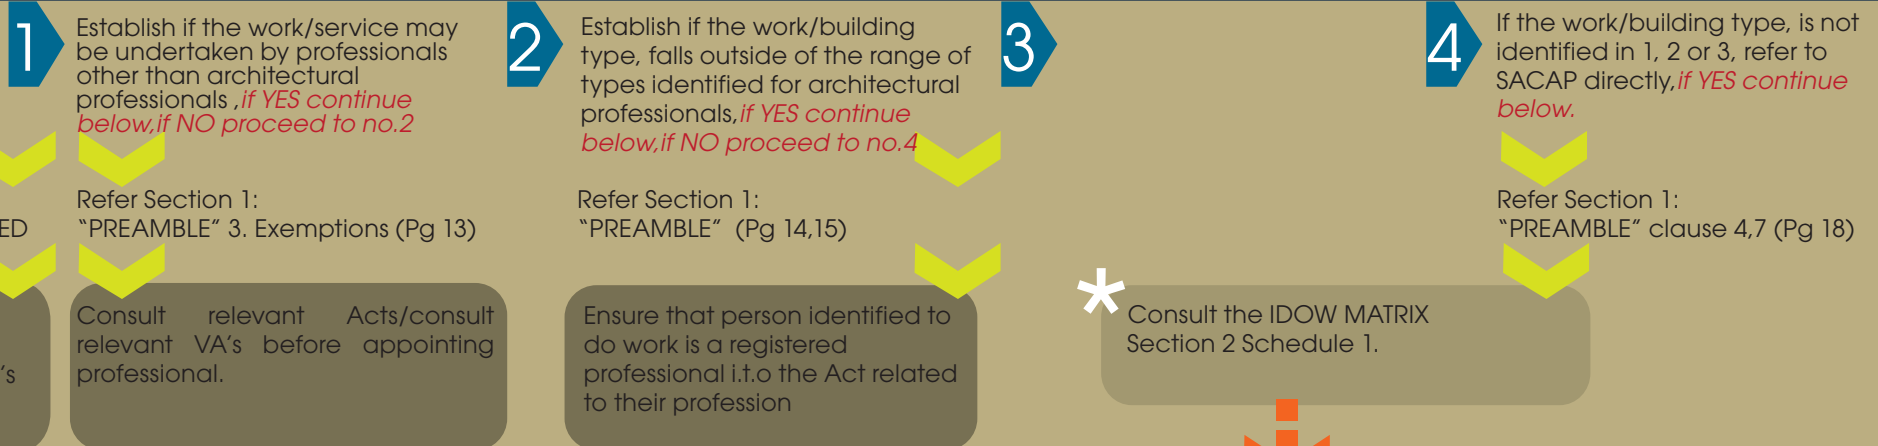 1
Establish if the work/service may
be undertaken by professionals
other than architectural
professionals ,if YES continue
below,if NO proceed to no.2
Refer Section 1:
“PREAMBLE” 3. Exemptions (Pg 13)
Consult relevant Acts/consult
relevant VA’s before appointing
professional.
2
Establish if the work/building
type, falls outside of the range of
types identified for architectural
professionals,if YES continue
below,if NO proceed to no.4
Refer Section 1:
“PREAMBLE” (Pg 14,15)
Ensure that person identified to
do work is a registered
professional i.t.o the Act related
to their profession
3
*
Consult the IDOW MATRIX
Section 2 Schedule 1.
4
If the work/building type, is not
identified in 1, 2 or 3, refer to
SACAP directly,if YES continue
below.
Refer Section 1:
“PREAMBLE” clause 4,7 (Pg 18)
ED
’s